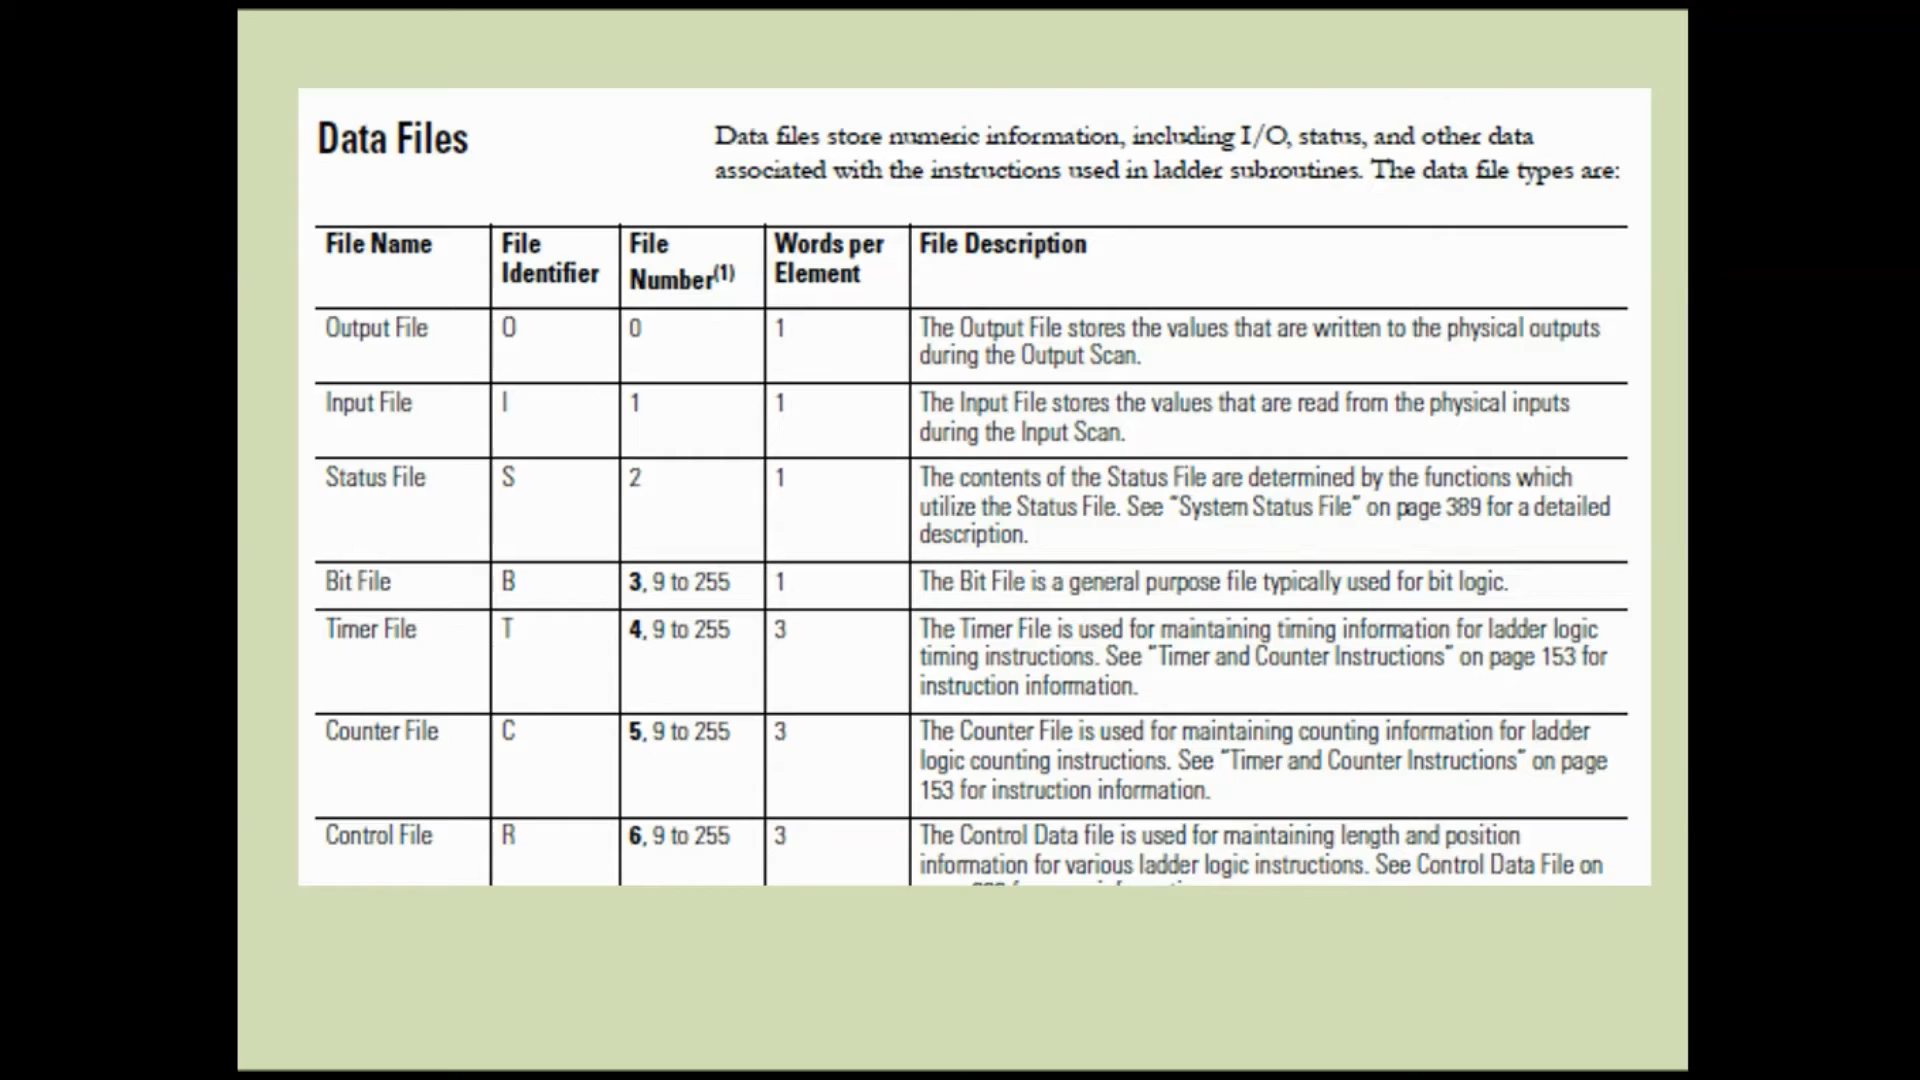 Data Files
Data files store numeric information, including I/O, status, and other data
associated with the instructions used in ladder subroutines. The data file types are:
File Name
File
Identifier
File
Number(1)
Words per
Element
File Description
Output File
O
0
1
The Output File stores the values that are written to the physical outputs
during the Output Scan.
Input File
I
1
1
The Input File stores the values that are read from the physical inputs
during the Input Scan.
Status File
S
2
1
The contents of the Status File are determined by the functions which
utilize the Status File. See "System Status File" on page 389 for a detailed
description.
Bit File
B
3, 9 to 255
1
The Bit File is a general purpose file typically used for bit logic.
Timer File
T
4, 9 to 255
3
The Timer File is used for maintaining timing information for ladder logic
timing instructions. See "Timer and Counter Instructions" on page 153 for
instruction information.
Counter File
C
5, 9 to 255
3
The Counter File is used for maintaining counting information for ladder
logic counting instructions. See "Timer and Counter Instructions" on page
153 for instruction information.
Control File
R
6, 9 to 255
3
The Control Data file is used for maintaining length and position
information for various ladder logic instructions. See Control Data File on